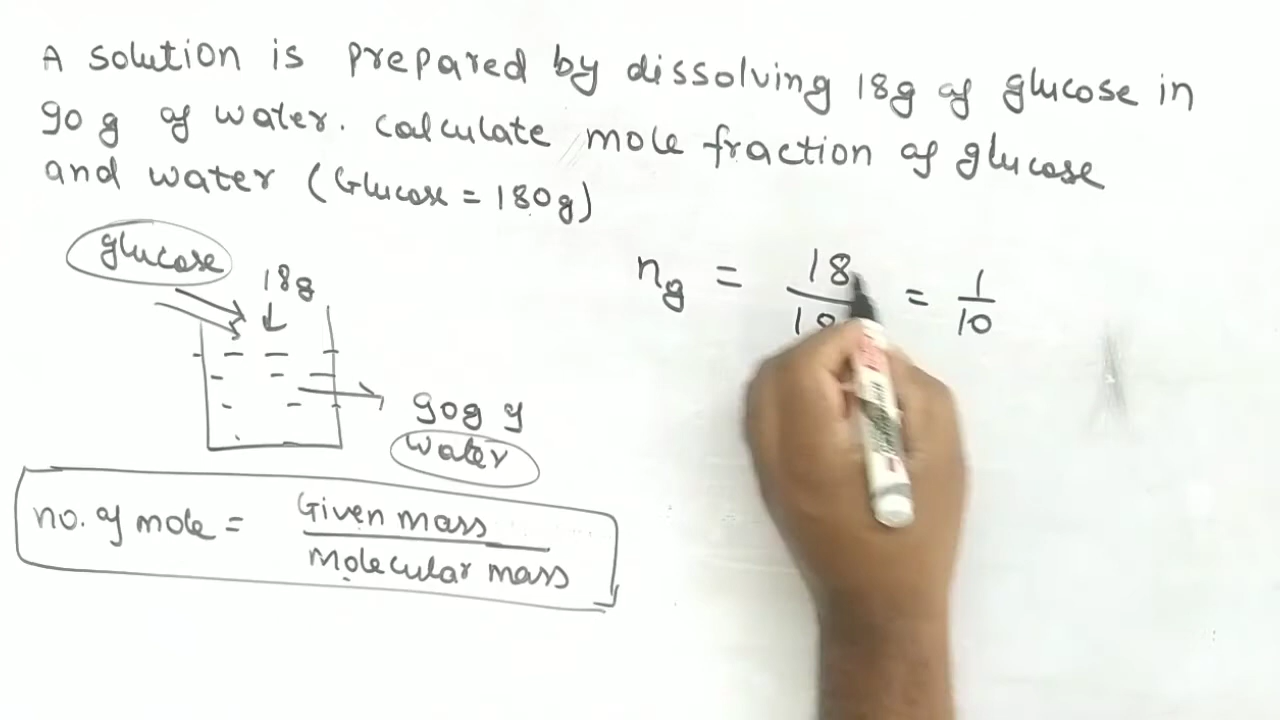 A solution is prepared by dissolving 18g of glucose in
90 g of water. Calculate mole fraction of glucose
and water (Glucose = 180g)
glucose
18g
90g of
water
no. of mole = Given mass
Molecular mass
ng = 18 = 1
10